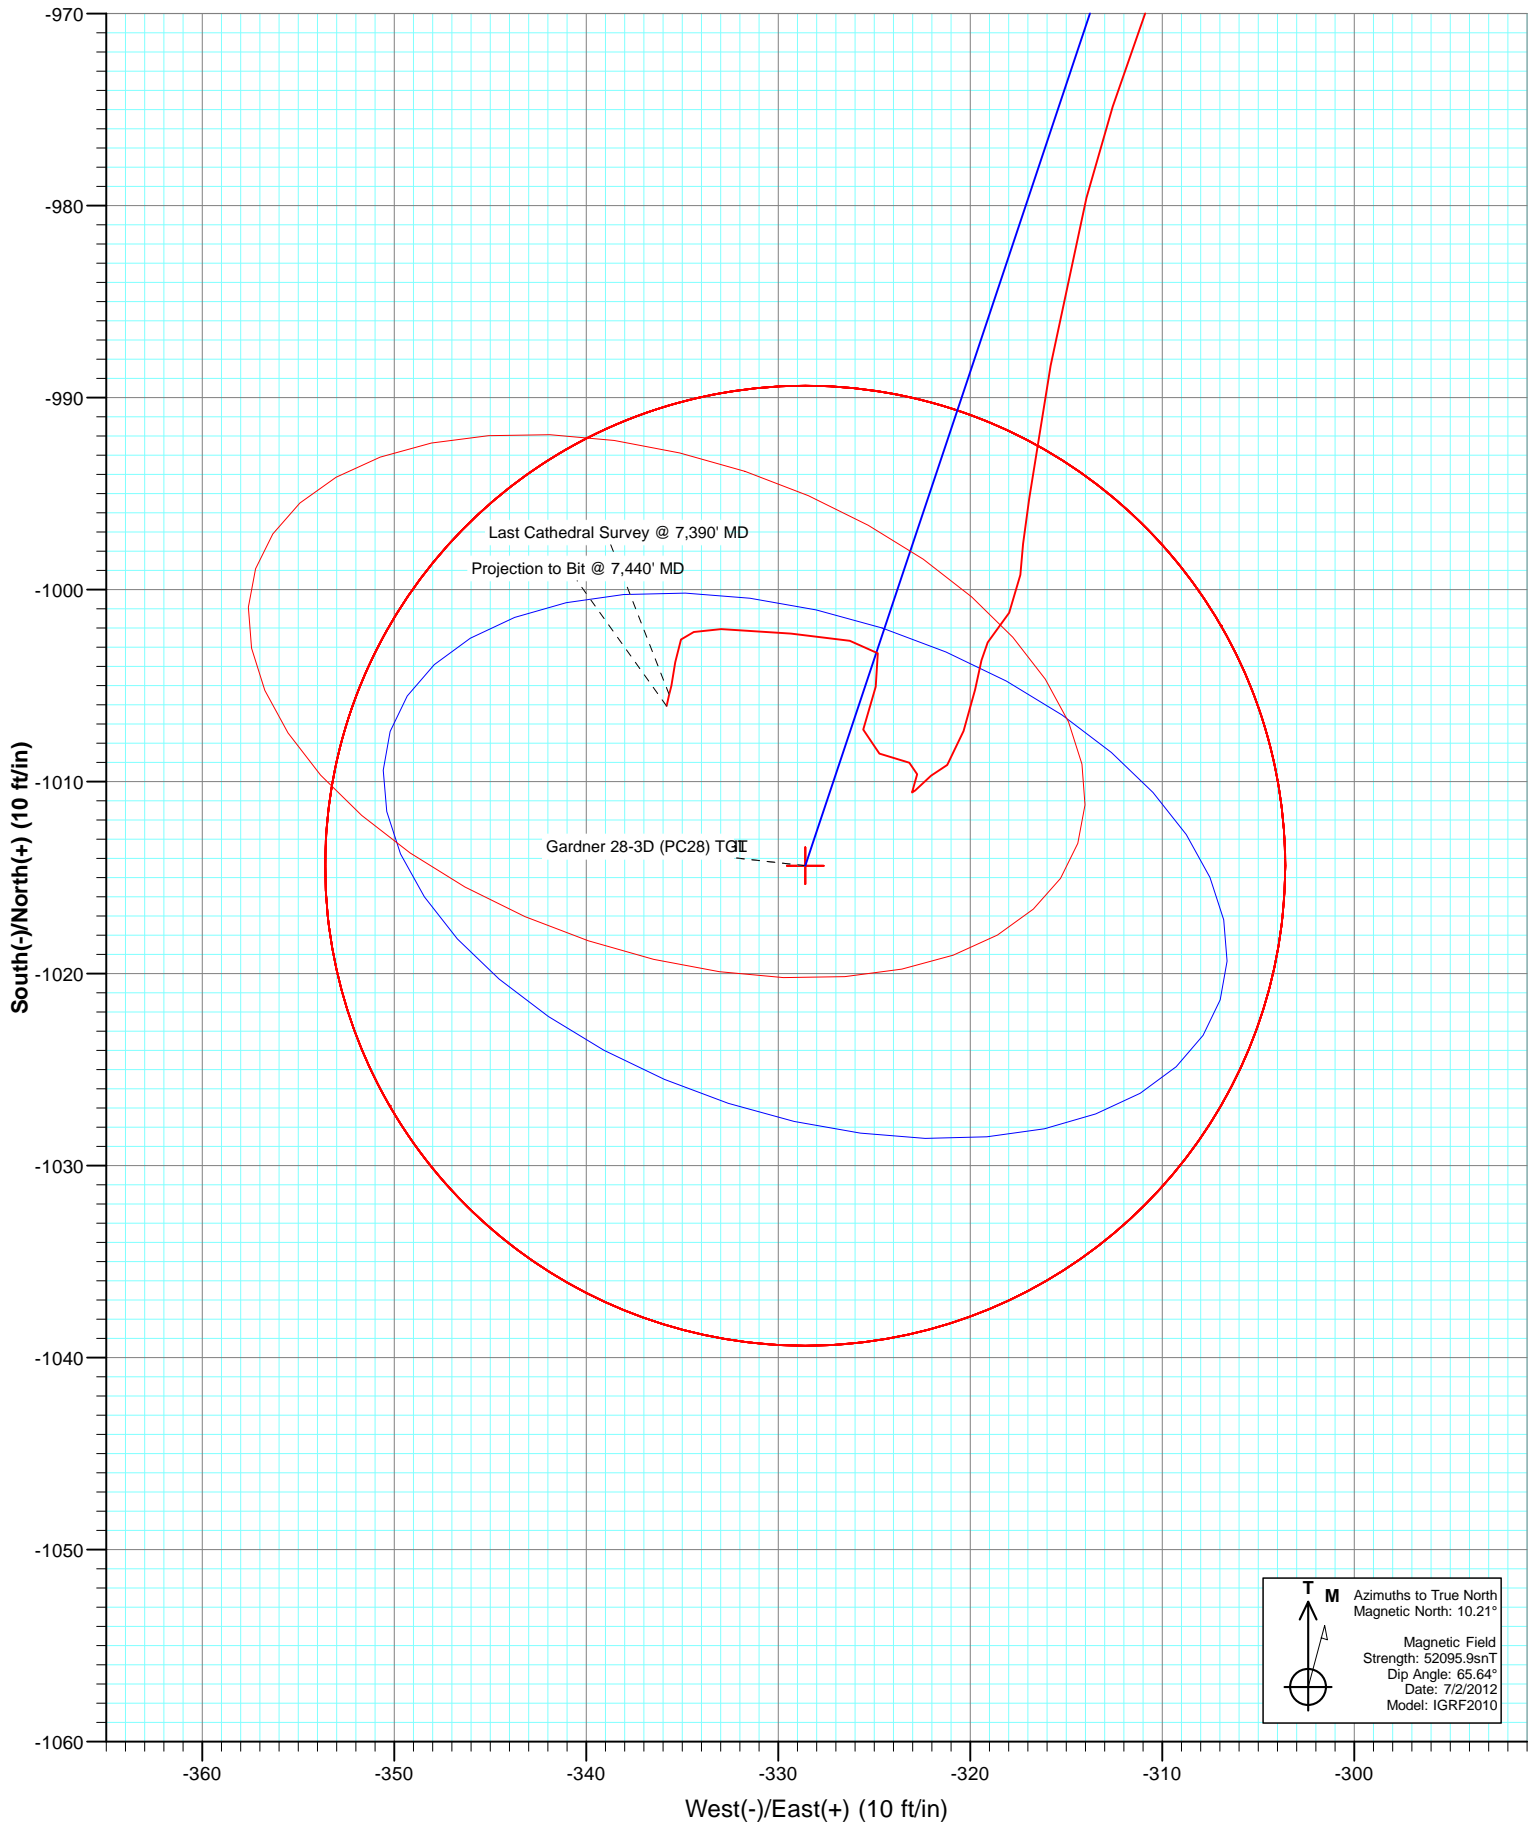 -970
-980
-990
-1000
-1010
-1020
-1030
-1040
-1050
-1060
South(-)/North(+) (10 ft/in)
Last Cathedral Survey @ 7,390' MD
Projection to Bit @ 7,440' MD
Gardner 28-3D (PC28)
T M
Azimuths to True North
Magnetic North: 10.21°
Magnetic Field
Strength: 52095.9snT
Dip Angle: 65.64°
Date: 7/2/2012
Model: IGRF2010
-360 -350 -340 -330 -320 -310 -300
West(-)/East(+) (10 ft/in)